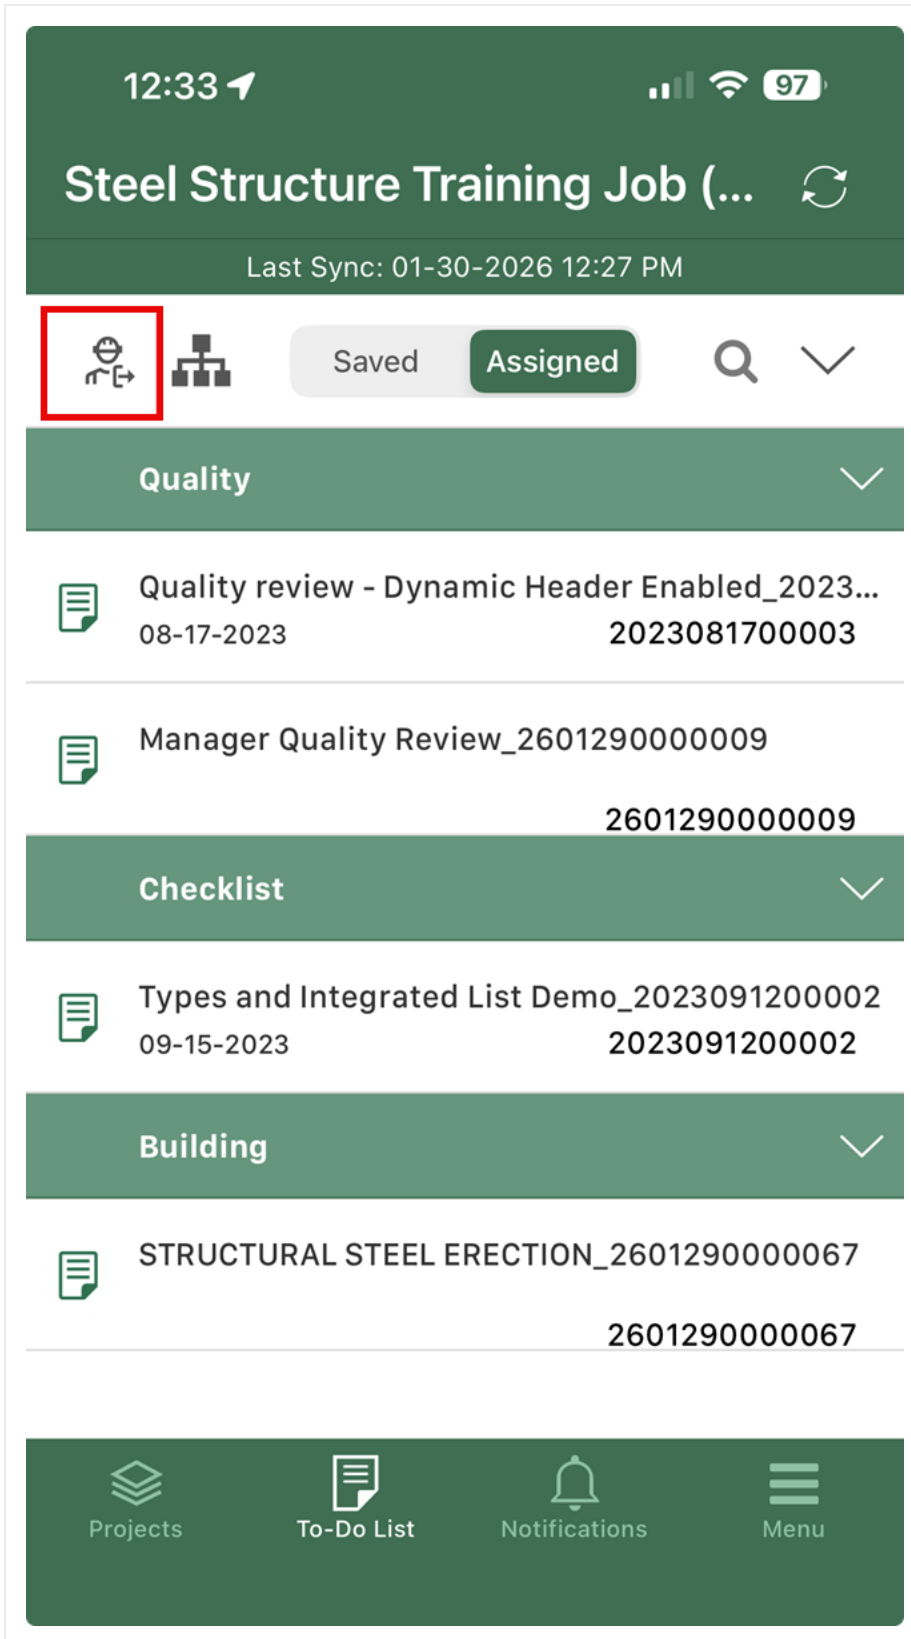 12:33
97
Steel Structure Training Job (...
Last Sync: 01-30-2026 12:27 PM
Saved Assigned
Quality
Quality review - Dynamic Header Enabled_2023...
08-17-2023 2023081700003
Manager Quality Review_2601290000009
2601290000009
Checklist
Types and Integrated List Demo_2023091200002
09-15-2023 2023091200002
Building
STRUCTURAL STEEL ERECTION_2601290000067
2601290000067
Projects To-Do List Notifications Menu